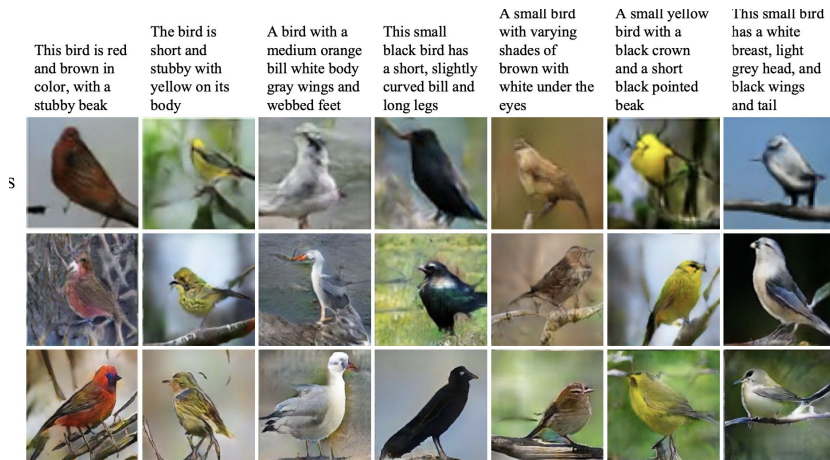 This bird is red
and brown in
color, with a
stubby beak
The bird is
short and
stubby with
yellow on its
body
A bird with a
medium orange
bill white body
gray wings and
webbed feet
This small
black bird has
a short, slightly
curved bill and
long legs
A small bird
with varying
shades of
brown with
white under the
eyes
A small yellow
bird with a
black crown
and a short
black pointed
beak
This small bird
has a white
breast, light
grey head, and
black wings
and tail
s